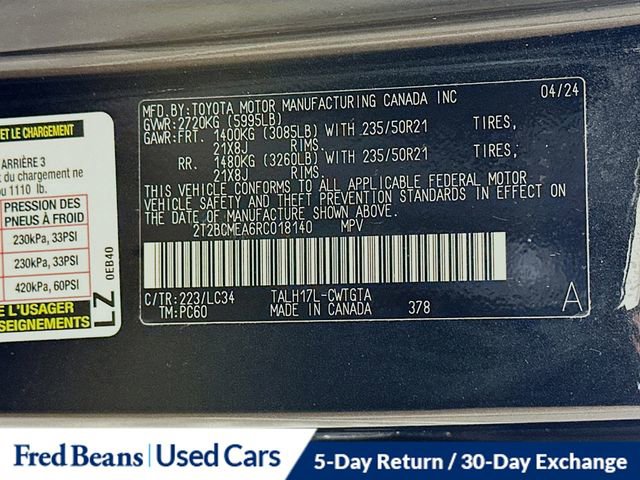 MFD.BY:TOYOTA MOTOR MANUFACTURING CANADA INC 04/24
GVWR:2720KG (5995LB)
GAWR:FRT. 1400KG (3085LB) WITH 235/50R21 TIRES,
21X8J RIMS.
RR. 1480KG (3260LB) WITH 235/50R21 TIRES,
21X8J RIMS.
THIS VEHICLE CONFORMS TO ALL APPLICABLE FEDERAL MOTOR
VEHICLE SAFETY AND THEFT PREVENTION STANDARDS IN EFFECT ON
THE DATE OF MANUFACTURE SHOWN ABOVE.
2T2BCMEA6RC018140 MPV
C/TR:223/LC34 TALH17L-CWTGTA A
TM:PC60 MADE IN CANADA 378
ET LE CHARGEMENT
ARRIÈRE 3
t du chargement ne
u 1110 lb.
PRESSION DES
PNEUS À FROID
230kPa, 33PSI
230kPa, 33PSI
420kPa, 60PSI
E L'USAGER
SEIGNEMENTS
LZ 0EB40
Fred Beans | Used Cars
5-Day Return / 30-Day Exchange